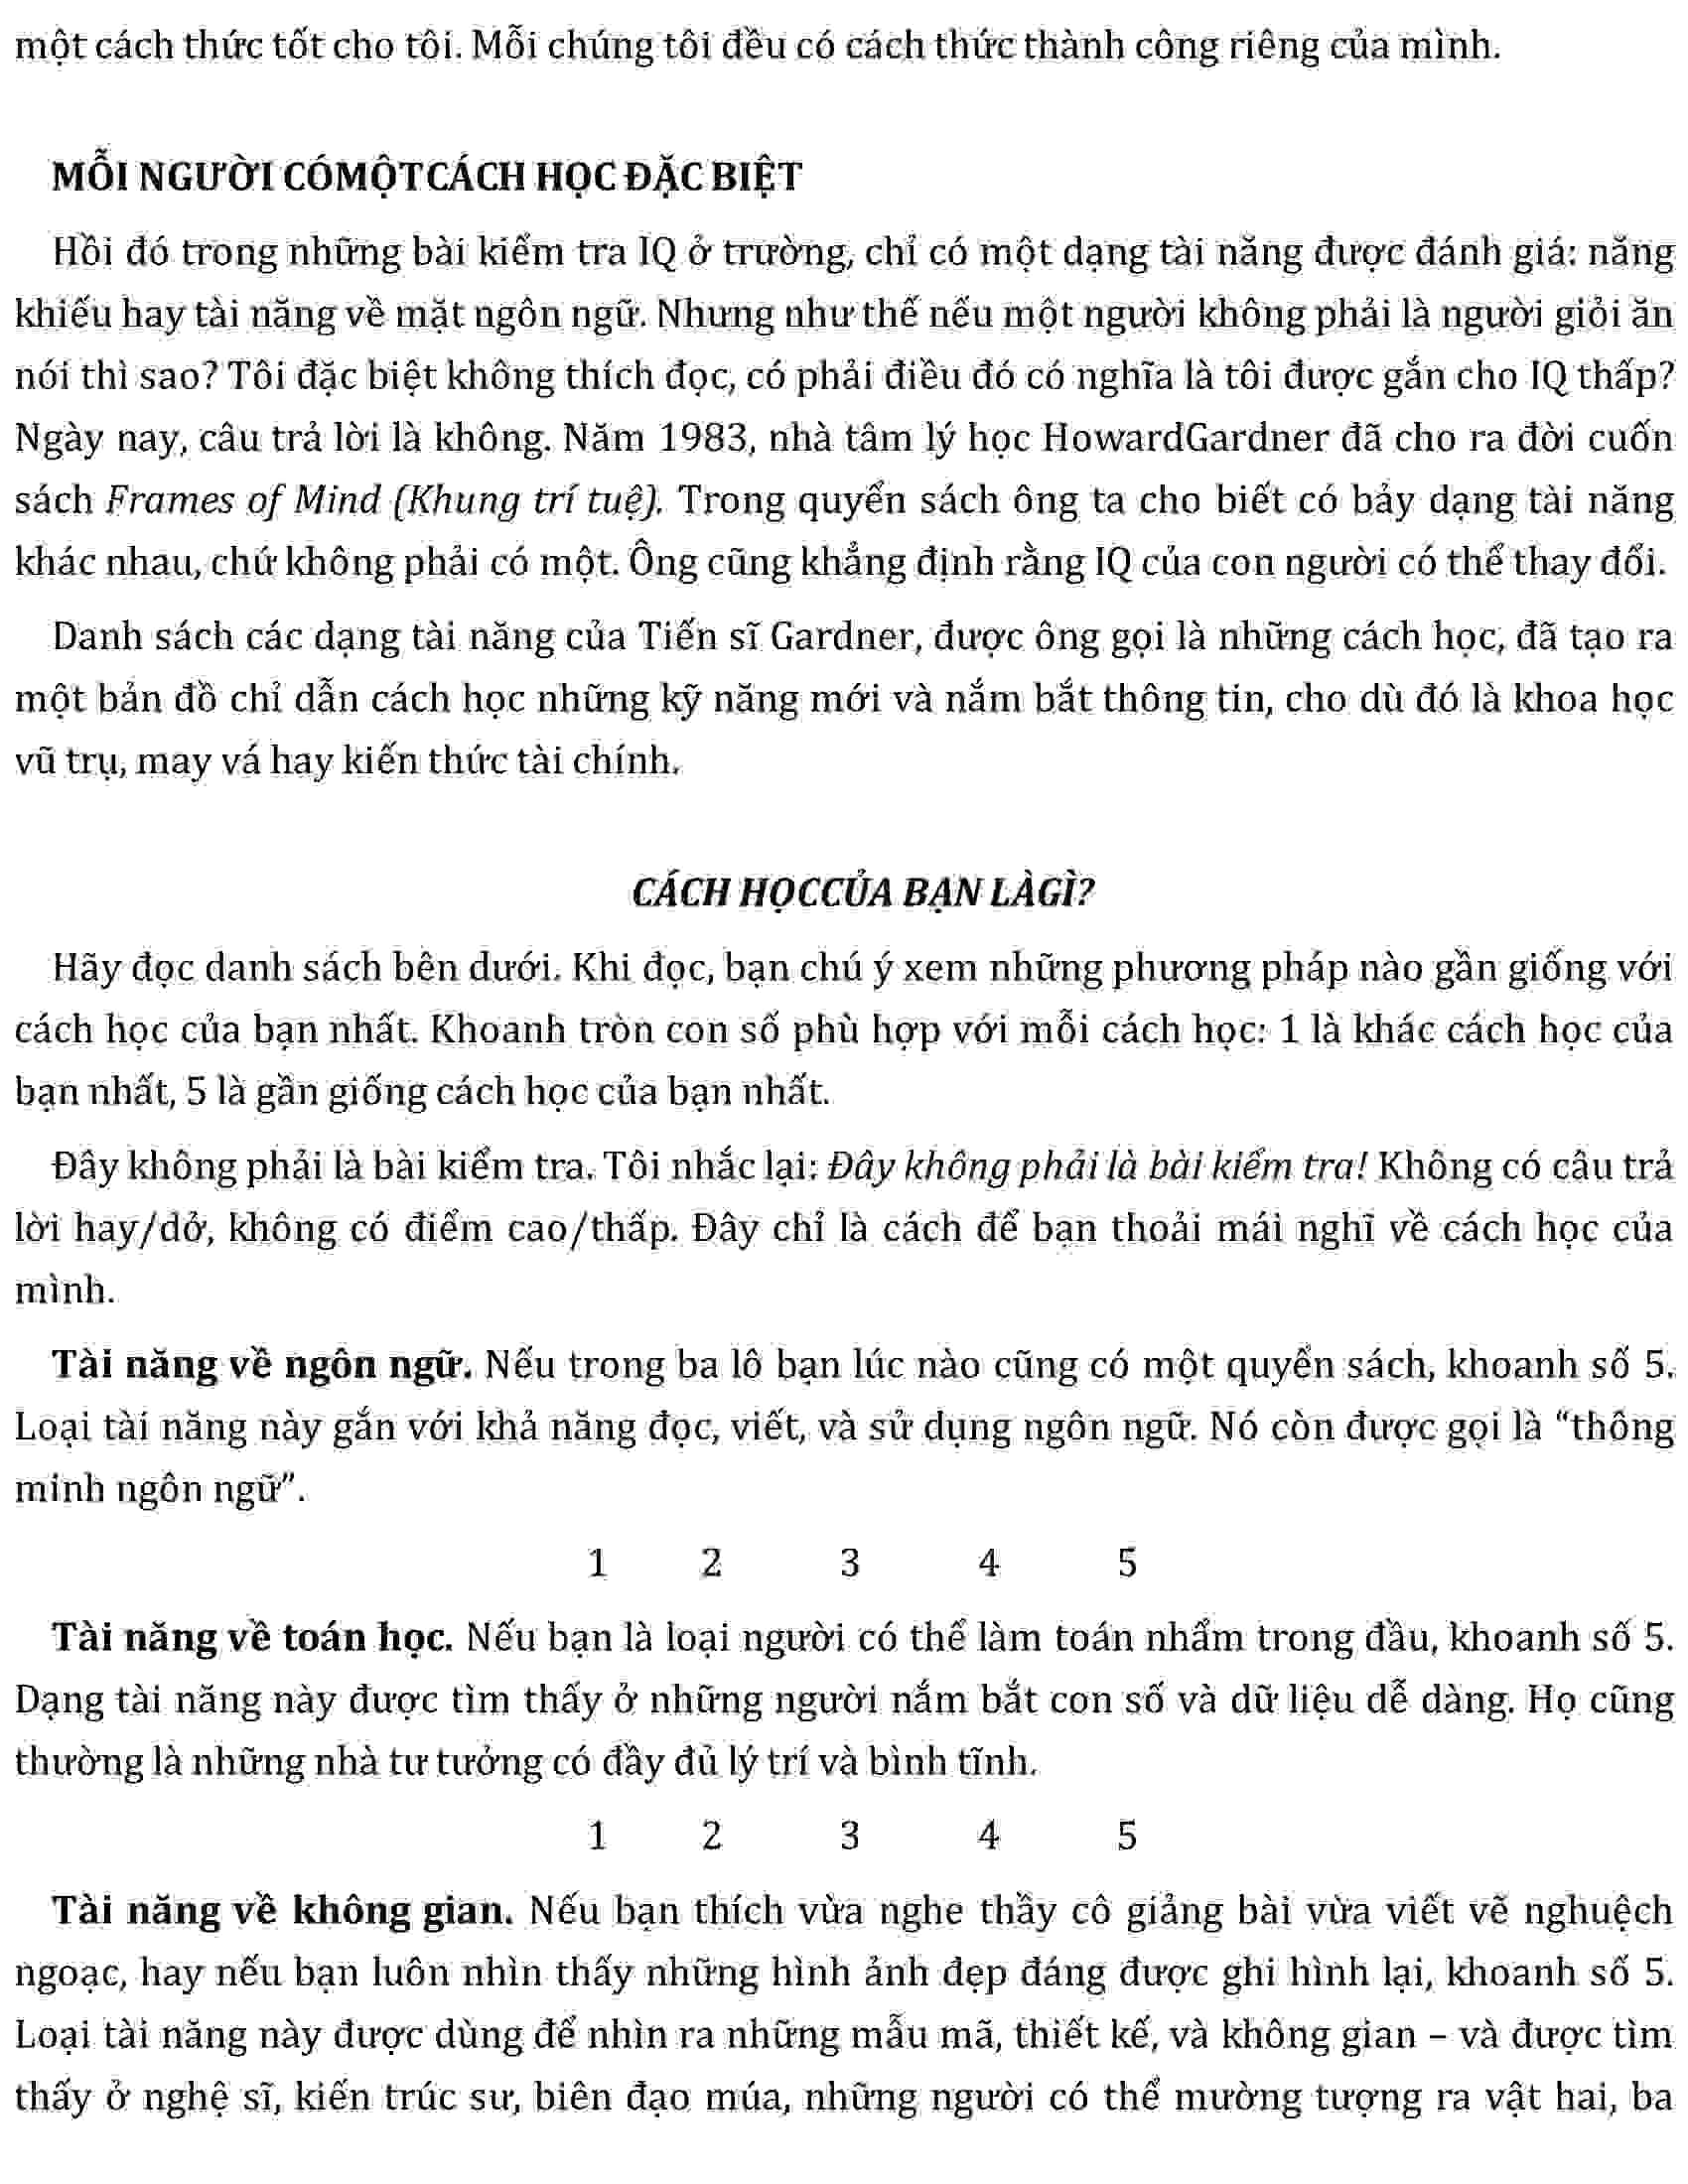 một cách thức tốt cho tôi. Mỗi chúng tôi đều có cách thức thành công riêng của mình.
MỖI NGƯỜI CÓMỘTCÁCH HỌC ĐẶC BIỆT
Hồi đó trong những bài kiểm tra IQ ở trường, chỉ có một dạng tài năng được đánh giá: năng
khiếu hay tài năng về mặt ngôn ngữ. Nhưng như thế nếu một người không phải là người giỏi ăn
nói thì sao? Tôi đặc biệt không thích đọc, có phải điều đó có nghĩa là tôi được gắn cho IQ thấp?
Ngày nay, câu trả lời là không. Năm 1983, nhà tâm lý học HowardGardner đã cho ra đời cuốn
sách Frames of Mind (Khung trí tuệ). Trong quyển sách ông ta cho biết có bảy dạng tài năng
khác nhau, chứ không phải có một. Ông cũng khẳng định rằng IQ của con người có thể thay đổi.
Danh sách các dạng tài năng của Tiến sĩ Gardner, được ông gọi là những cách học, đã tạo ra
một bản đồ chỉ dẫn cách học những kỹ năng mới và nắm bắt thông tin, cho dù đó là khoa học
vũ trụ, may vá hay kiến thức tài chính.
CÁCH HỌCCỦA BẠN LÀGÌ?
Hãy đọc danh sách bên dưới. Khi đọc, bạn chú ý xem những phương pháp nào gần giống với
cách học của bạn nhất. Khoanh tròn con số phù hợp với mỗi cách học: 1 là khác cách học của
bạn nhất, 5 là gần giống cách học của bạn nhất.
Đây không phải là bài kiểm tra. Tôi nhắc lại: Đây không phải là bài kiểm tra! Không có câu trả
lời hay/dở, không có điểm cao/thấp. Đây chỉ là cách để bạn thoải mái nghĩ về cách học của
mình.
Tài năng về ngôn ngữ. Nếu trong ba lô bạn lúc nào cũng có một quyển sách, khoanh số 5.
Loại tài năng này gắn với khả năng đọc, viết, và sử dụng ngôn ngữ. Nó còn được gọi là “thông
minh ngôn ngữ”.
1 2 3 4 5
Tài năng về toán học. Nếu bạn là loại người có thể làm toán nhẩm trong đầu, khoanh số 5.
Dạng tài năng này được tìm thấy ở những người nắm bắt con số và dữ liệu dễ dàng. Họ cũng
thường là những nhà tư tưởng có đầy đủ lý trí và bình tĩnh.
1 2 3 4 5
Tài năng về không gian. Nếu bạn thích vừa nghe thầy cô giảng bài vừa viết vẽ nghuệch
ngoạc, hay nếu bạn luôn nhìn thấy những hình ảnh đẹp đáng được ghi hình lại, khoanh số 5.
Loại tài năng này được dùng để nhìn ra những mẫu mã, thiết kế, và không gian – và được tìm
thấy ở nghệ sĩ, kiến trúc sư, biên đạo múa, những người có thể mường tượng ra vật hai, ba